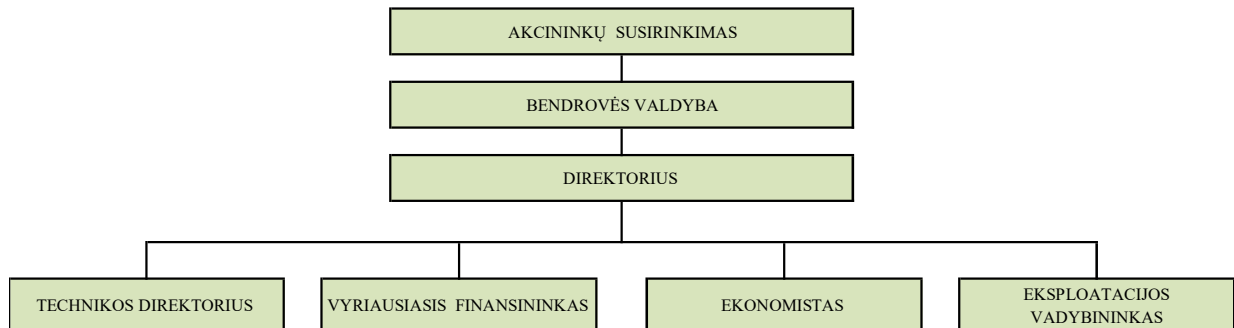 AKCININKŲ SUSIRINKIMAS
BENDROVĖS VALDYBA
DIREKTORIUS
TECHNIKOS DIREKTORIUS
VYRIAUSIASIS FINANSININKAS
EKONOMISTAS
EKSPLOATACIJOS
VADYBININKAS